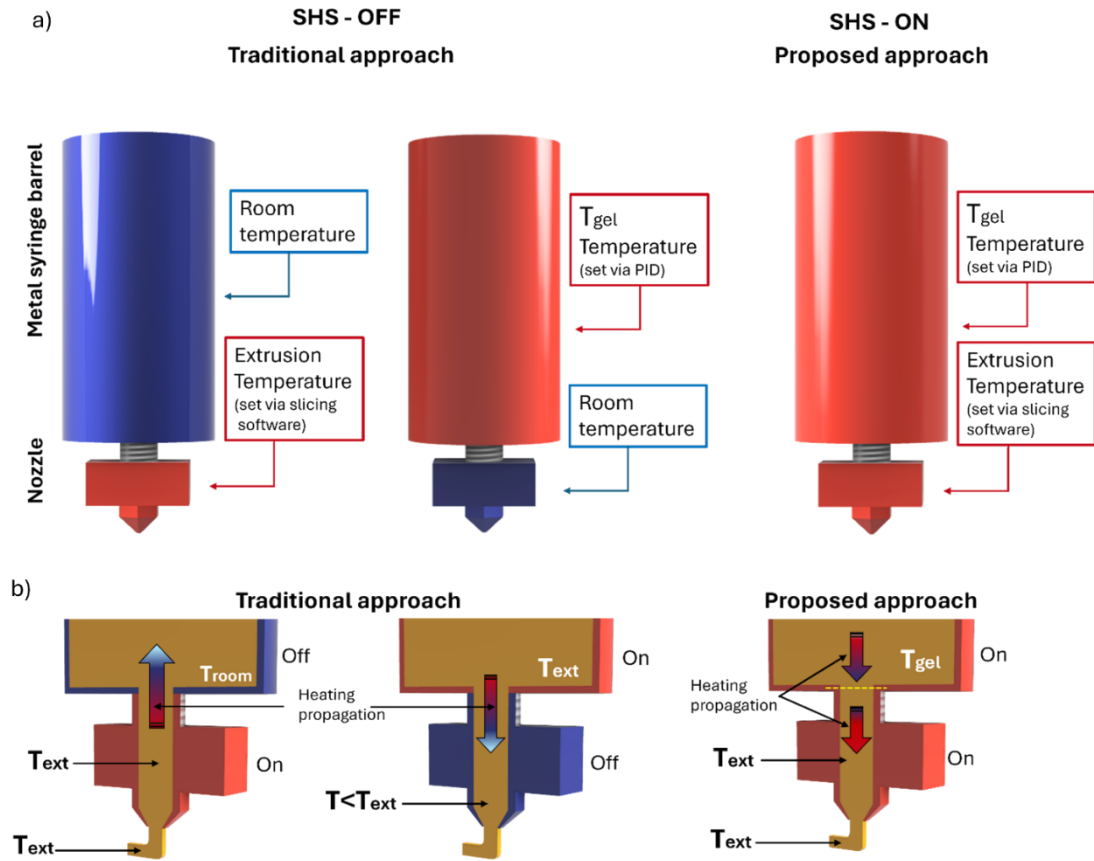 a)
SHS - OFF
Traditional approach
SHS - ON
Proposed approach
Metal syringe barrel
Nozzle
Room
temperature
Extrusion
Temperature
(set via slicing
software)
Tgel
Temperature
(set via PID)
Room
temperature
Tgel
Temperature
(set via PID)
Extrusion
Temperature
(set via slicing
software)
b)
Traditional approach
Proposed approach
Troom
Off
Heating
propagation
Text
On
Text
Text
On
Off
T<Text
Tgel
On
Heating
propagation
Text
On
Text